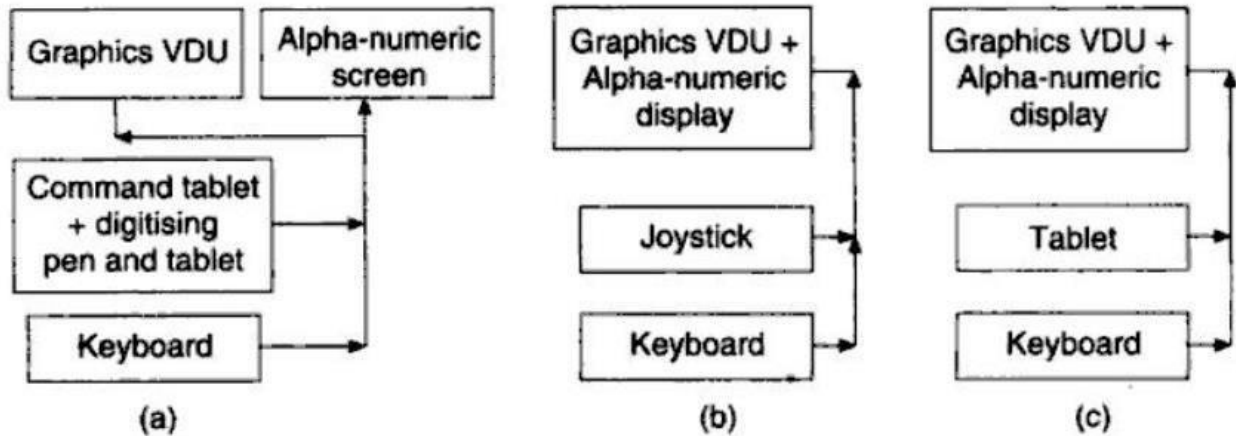 Graphics VDU
Alpha-numeric
screen
Command tablet
+ digitising
pen and tablet
Keyboard
(a)
Graphics VDU +
Alpha-numeric
display
Joystick
Keyboard
(b)
Graphics VDU +
Alpha-numeric
display
Tablet
Keyboard
(c)